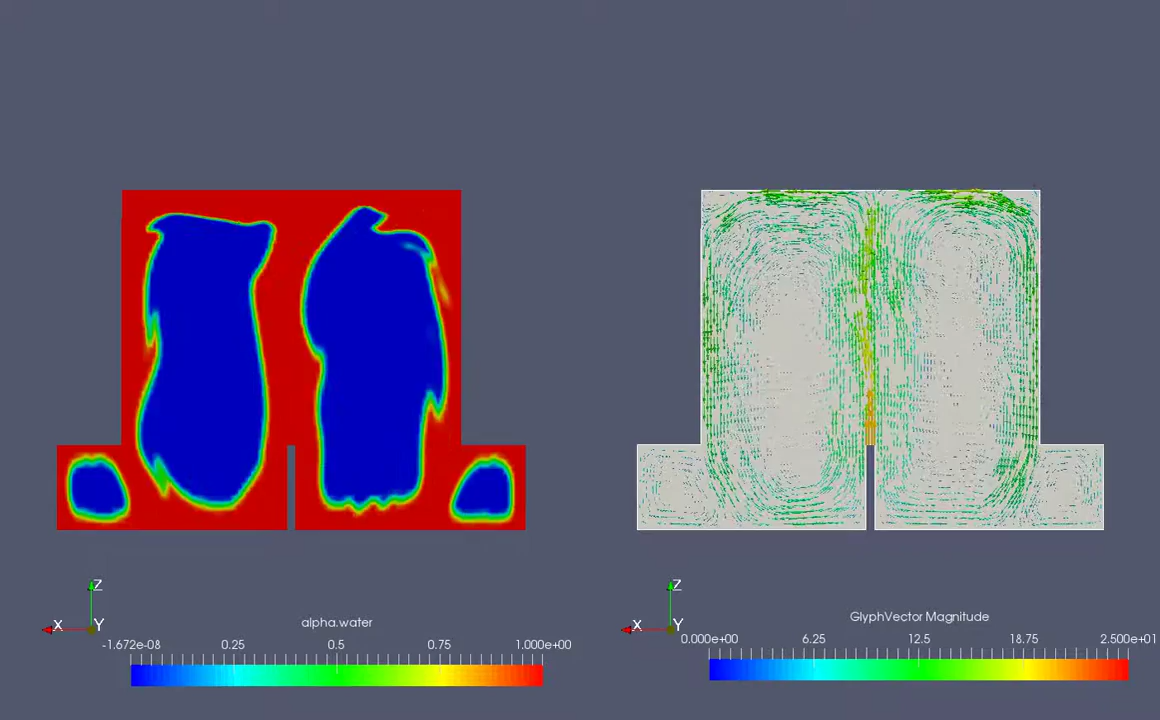 Z
X
Y
alpha.water
-1.672e-08 0.25 0.5 0.75 1.000e+00
Z
X
Y
GlyphVector Magnitude
0.000e+00 6.25 12.5 18.75 2.500e+01